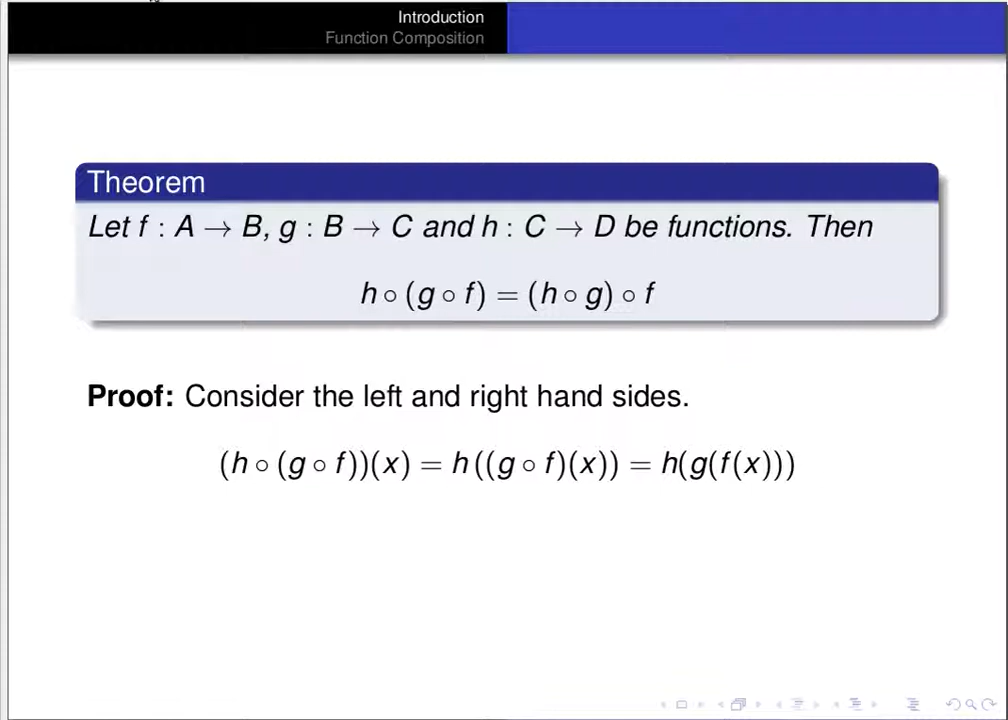 Introduction
Function Composition
Theorem
Let f : A → B, g : B → C and h : C → D be functions. Then
h ∘ (g ∘ f) = (h ∘ g) ∘ f
Proof: Consider the left and right hand sides.
(h ∘ (g ∘ f))(x) = h((g ∘ f)(x)) = h(g(f(x)))